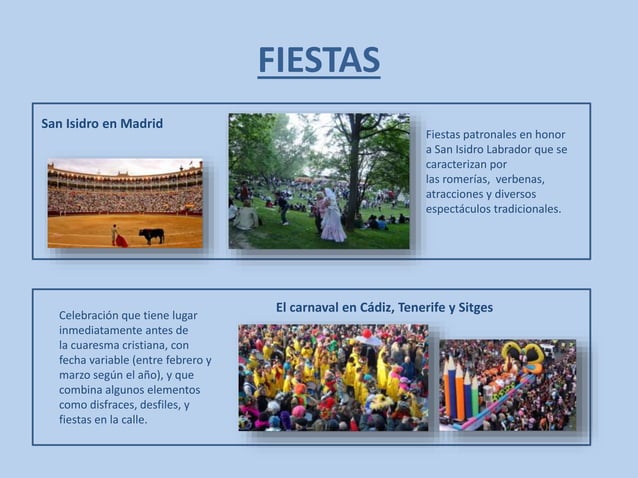 FIESTAS
San Isidro en Madrid
Fiestas patronales en honor
a San Isidro Labrador que se
caracterizan por
las romerías, verbenas,
atracciones y diversos
espectáculos tradicionales.
El carnaval en Cádiz, Tenerife y Sitges
Celebración que tiene lugar
inmediatamente antes de
la cuaresma cristiana, con
fecha variable (entre febrero y
marzo según el año), y que
combina algunos elementos
como disfraces, desfiles, y
fiestas en la calle.